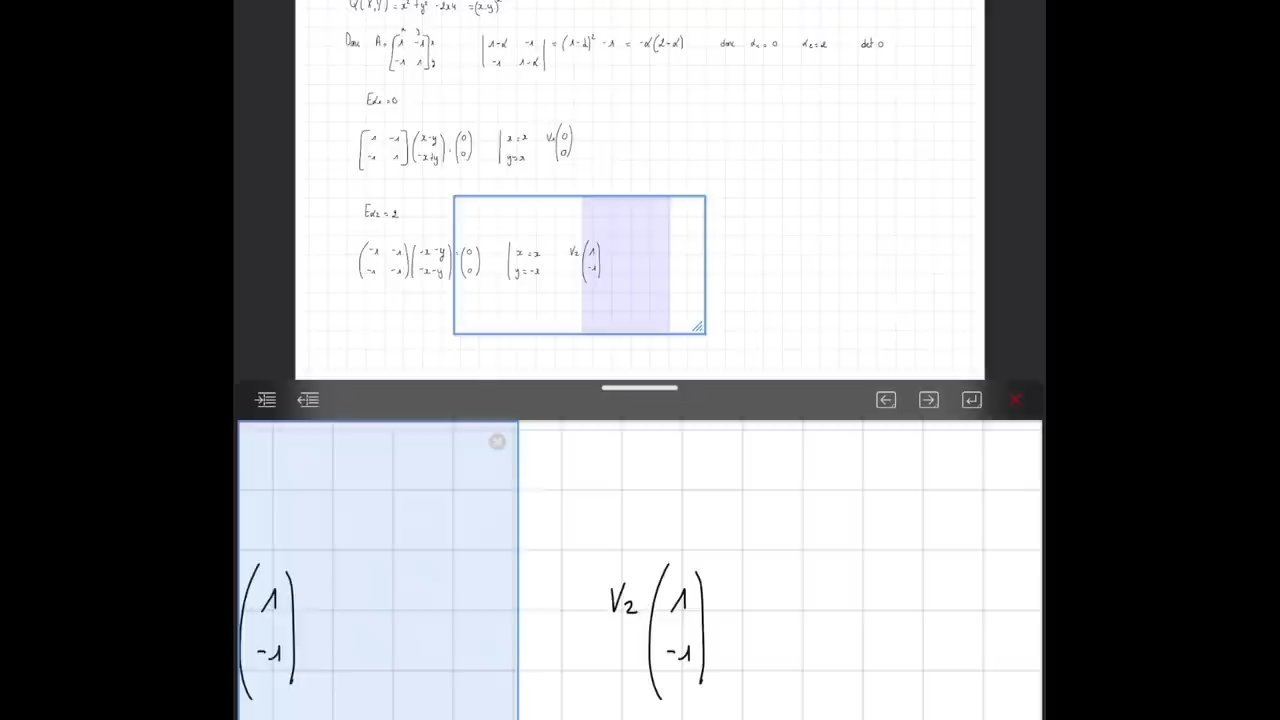 Q(X,Y) = x² + y² - 2xy = (x-y)²
Donc A = [1 -1; -1 1] x y |1-α -1; -1 1-α| = (1-α)² - 1 = -α(2-α) donc α₁ = 0 α₂ = 2 det 0
Eα₁ = 0
[1 -1; -1 1] (x-y; -x+y) = (0; 0) | x = x; y = x V₁ (0; 0)
Eα₂ = 2
(-1 -1; -1 -1) (-x-y; -x-y) = (0; 0) | x = x; y = -x V₂ (1; -1)
(1; -1) V₂ (1; -1)